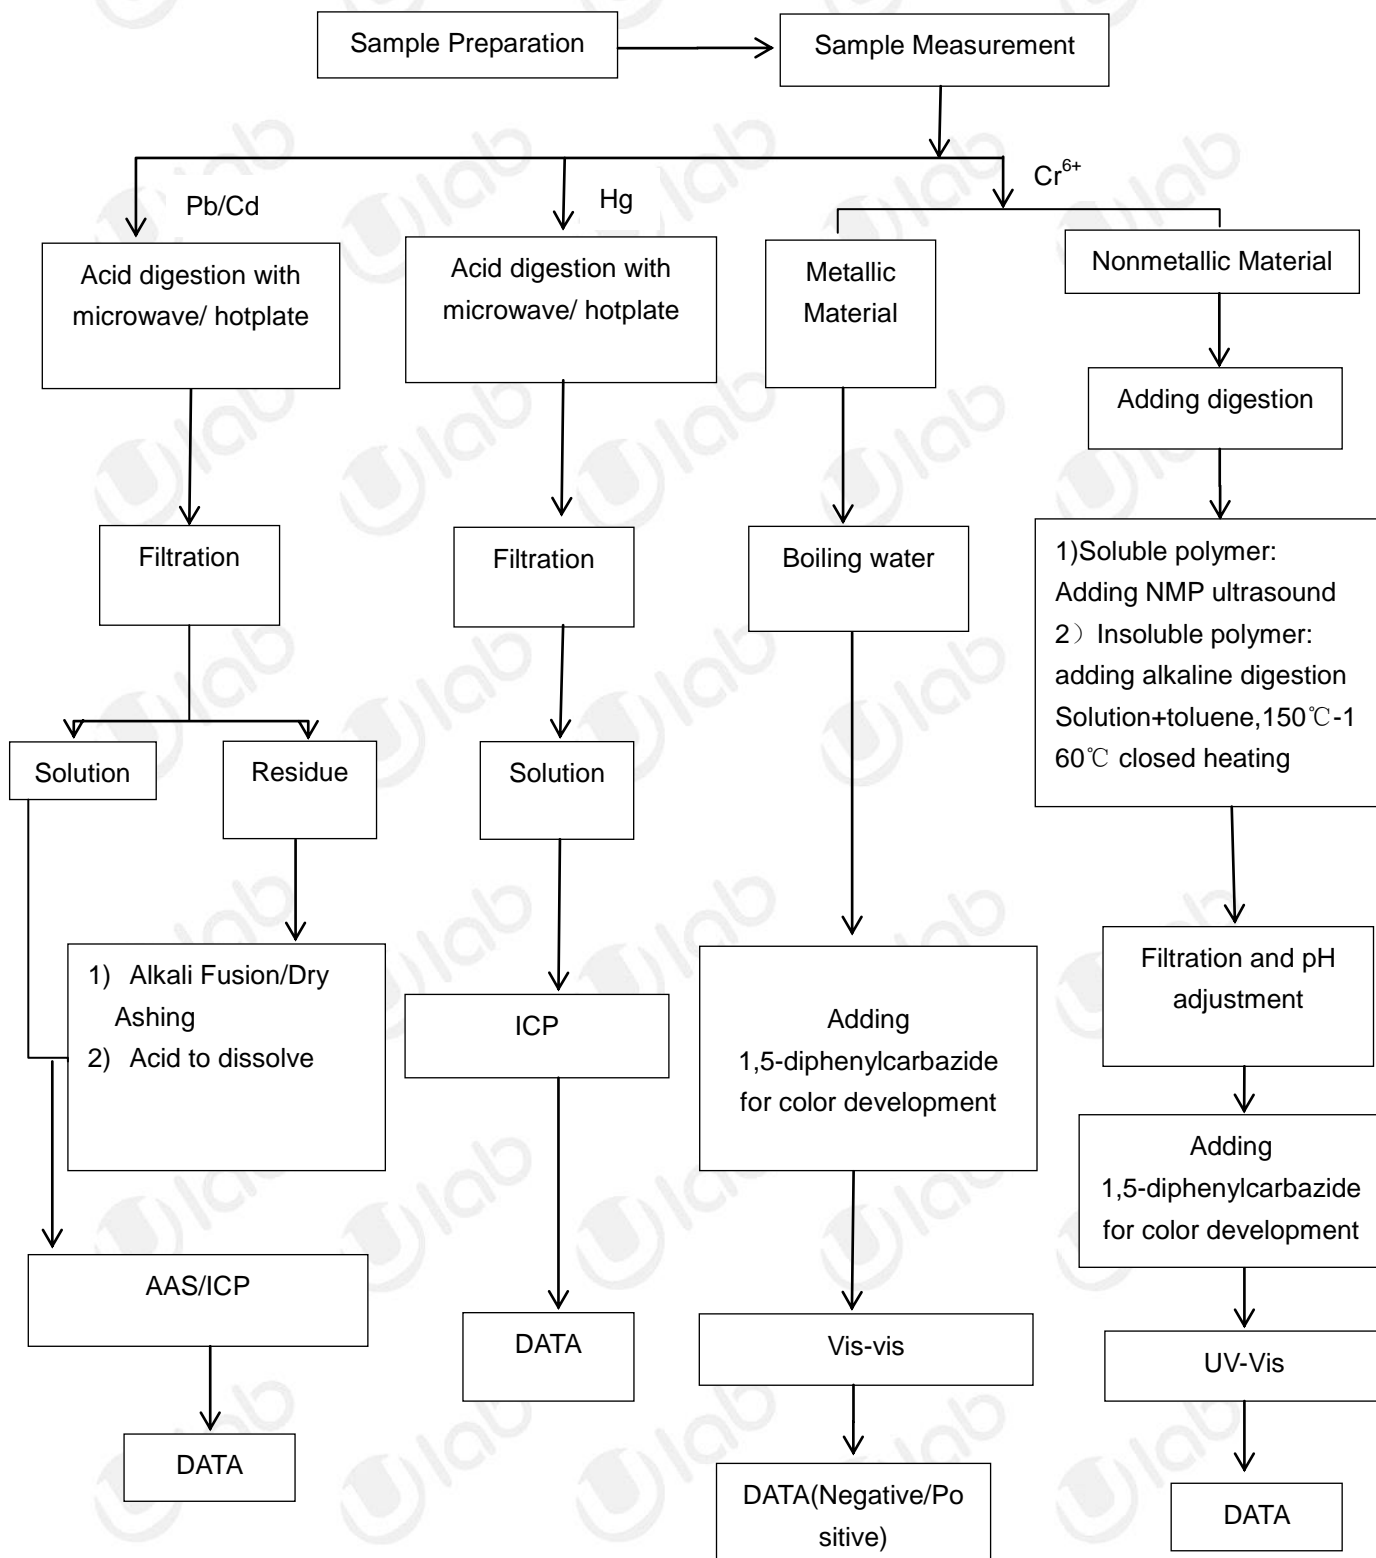 Sample Preparation
Sample Measurement
Pb/Cd
Hg
Cr6+
Acid digestion with
microwave/ hotplate
Acid digestion with
microwave/ hotplate
Metallic
Material
Nonmetallic Material
Adding digestion
Filtration
Filtration
Boiling water
1)Soluble polymer:
Adding NMP ultrasound
2）Insoluble polymer:
adding alkaline digestion
Solution+toluene,150℃-1
60℃ closed heating
Solution
Residue
Solution
1) Alkali Fusion/Dry
Ashing
2) Acid to dissolve
ICP
Adding
1,5-diphenylcarbazide
for color development
Filtration and pH
adjustment
Adding
1,5-diphenylcarbazide
for color development
AAS/ICP
DATA
Vis-vis
UV-Vis
DATA
DATA(Negative/Po
sitive)
DATA
Ulab